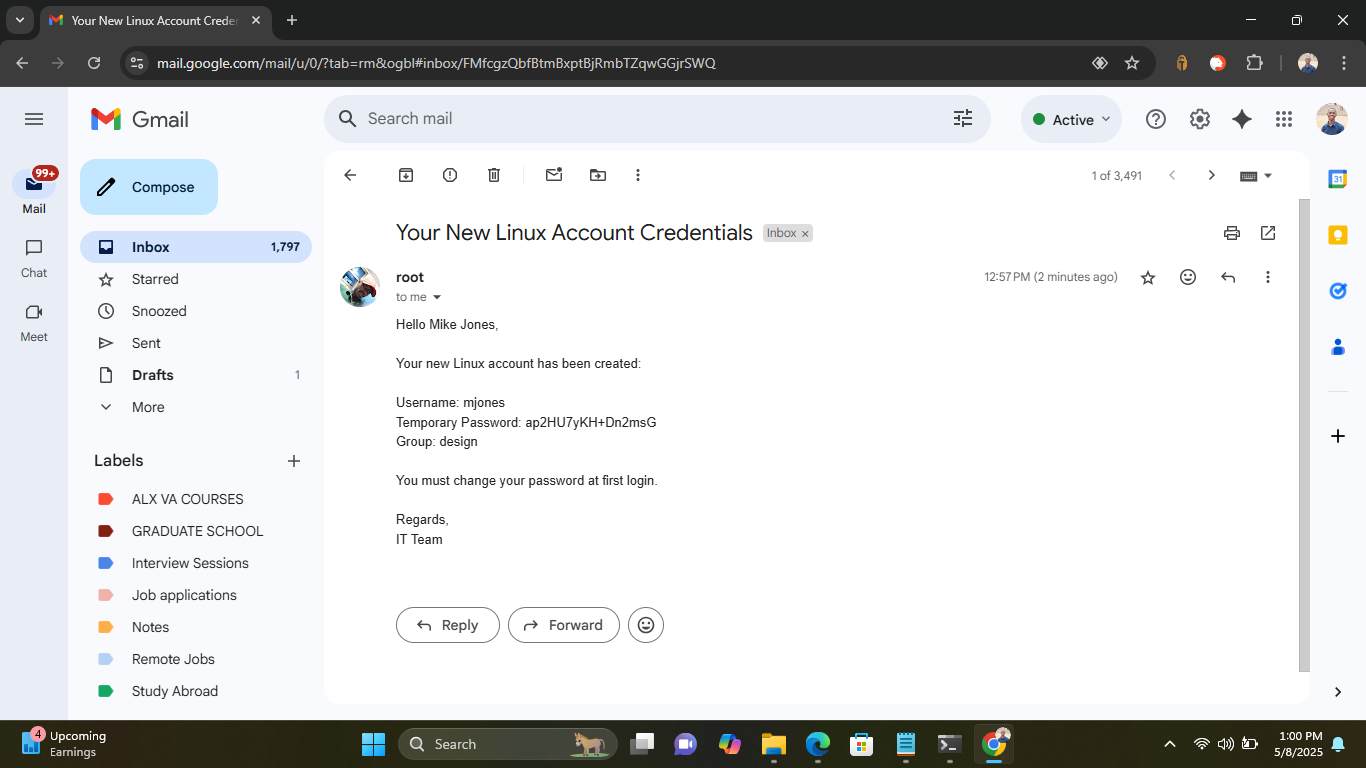 Your New Linux Account Creder
mail.google.com/mail/u/0/?tab=rm&ogbl#inbox/FMfcgzQbfBtmBxptBjRmbTZqwGGjrSWQ
Gmail
Search mail
Active
99+
Mail
Chat
Meet
Compose
Inbox 1,797
Starred
Snoozed
Sent
Drafts 1
More
Labels
ALX VA COURSES
GRADUATE SCHOOL
Interview Sessions
Job applications
Notes
Remote Jobs
Study Abroad
1 of 3,491
31
Your New Linux Account Credentials Inbox ×
root 12:57 PM (2 minutes ago)
to me
Hello Mike Jones,
Your new Linux account has been created:
Username: mjones
Temporary Password: ap2HU7yKH+Dn2msG
Group: design
You must change your password at first login.
Regards,
IT Team
Reply
Forward
4
Upcoming
Earnings
Search
1:00 PM
5/8/2025